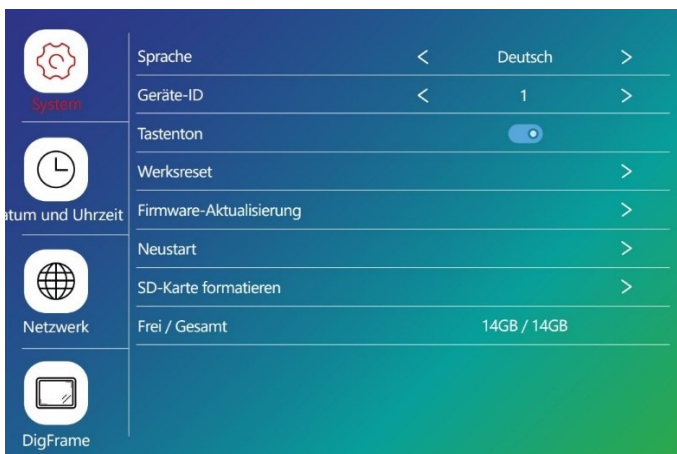 System
atum und Uhrzeit
Netzwerk
DigFrame
Sprache < Deutsch >
Geräte-ID < 1 >
Tastenton
Werksreset >
Firmware-Aktualisierung >
Neustart >
SD-Karte formatieren >
Frei / Gesamt 14GB / 14GB